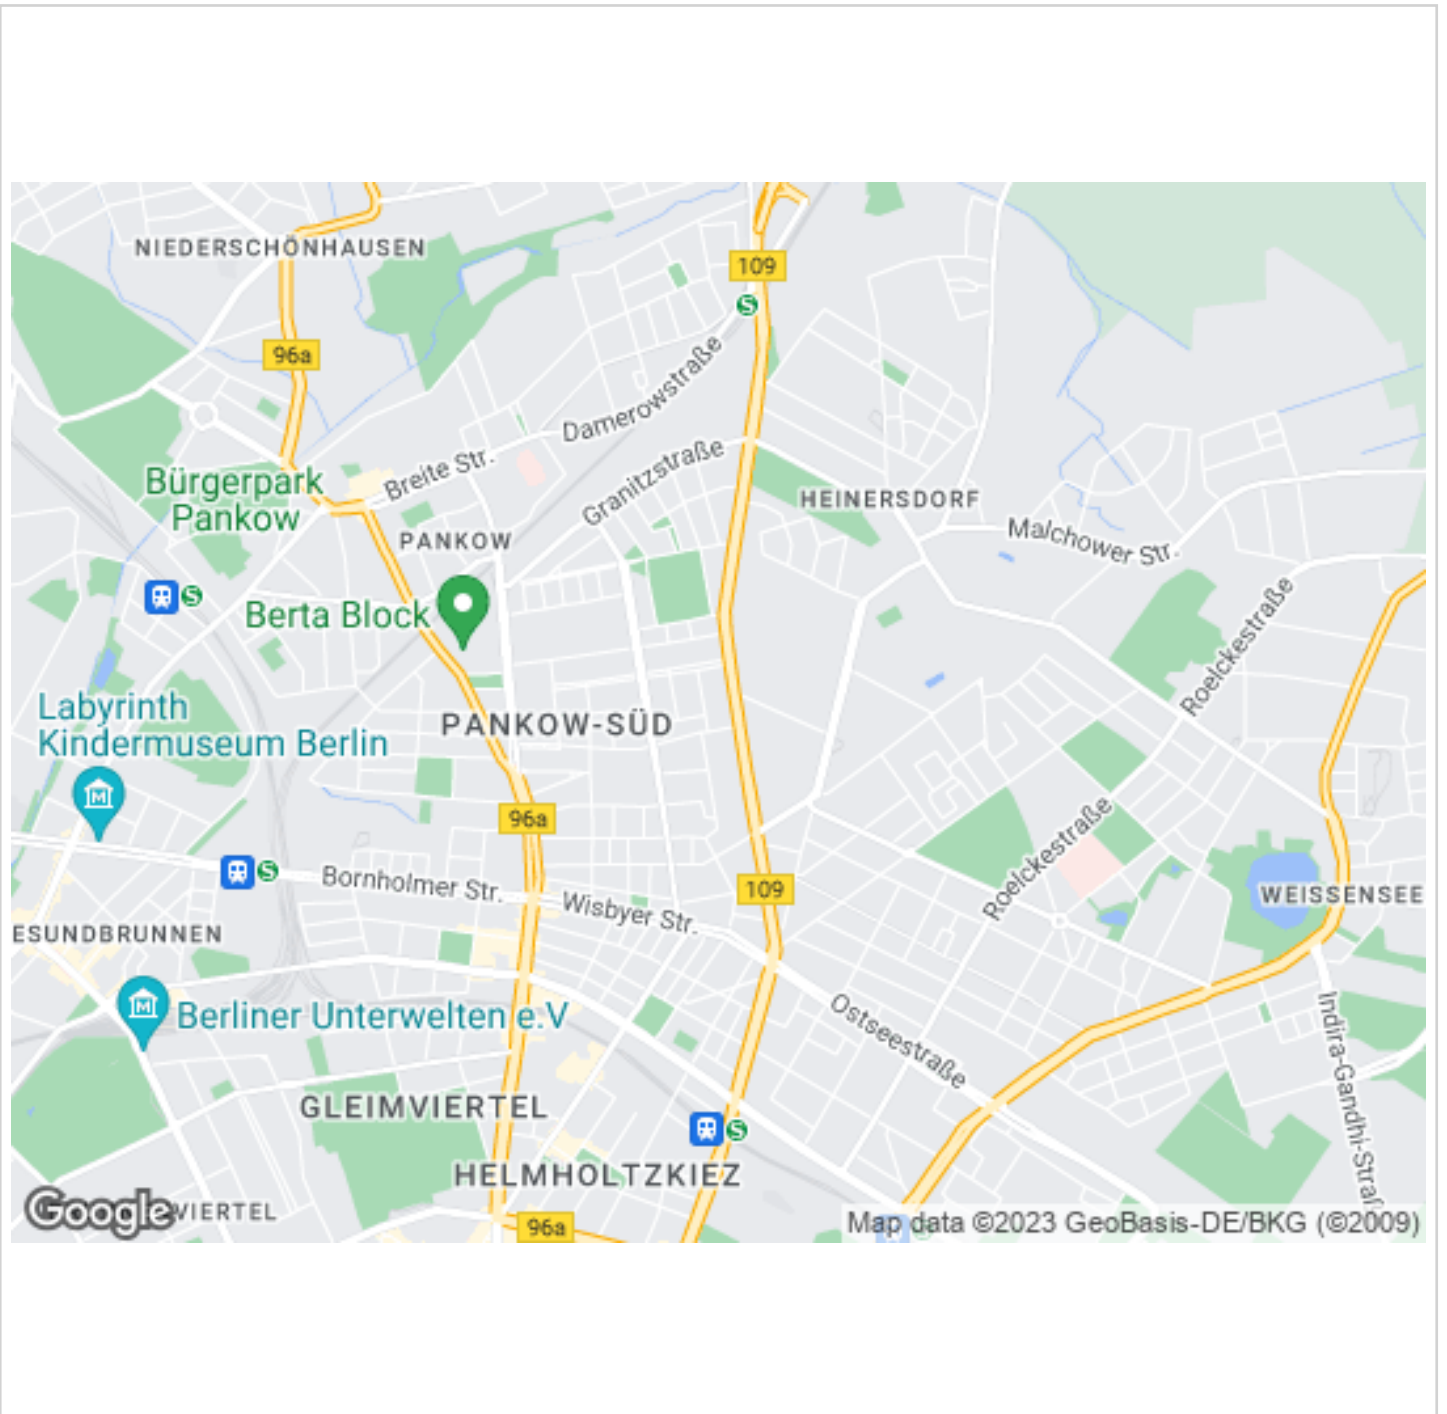 NIEDERSCHÖNHAUSEN
109
S
96a
Damerowstraße
Breite Str.
Granitzstraße
Bürgerpark
Pankow
HEINERSDORF
PANKOW
Malchower Str.
S
Berta Block
Roelckestraße
Labyrinth
Kindermuseum Berlin
PANKOW-SÜD
M
96a
Roelckestraße
S
Bornholmer Str.
109
WEISSENSEE
Wisbyer Str.
ESUNDBRUNNEN
M
Berliner Unterwelten e.V
Ostseestraße
Indira-Gandhi-Straß
GLEIMVIERTEL
S
HELMHOLTZKIEZ
Google
VIERTEL
96a
Map data ©2023 GeoBasis-DE/BKG (©2009)